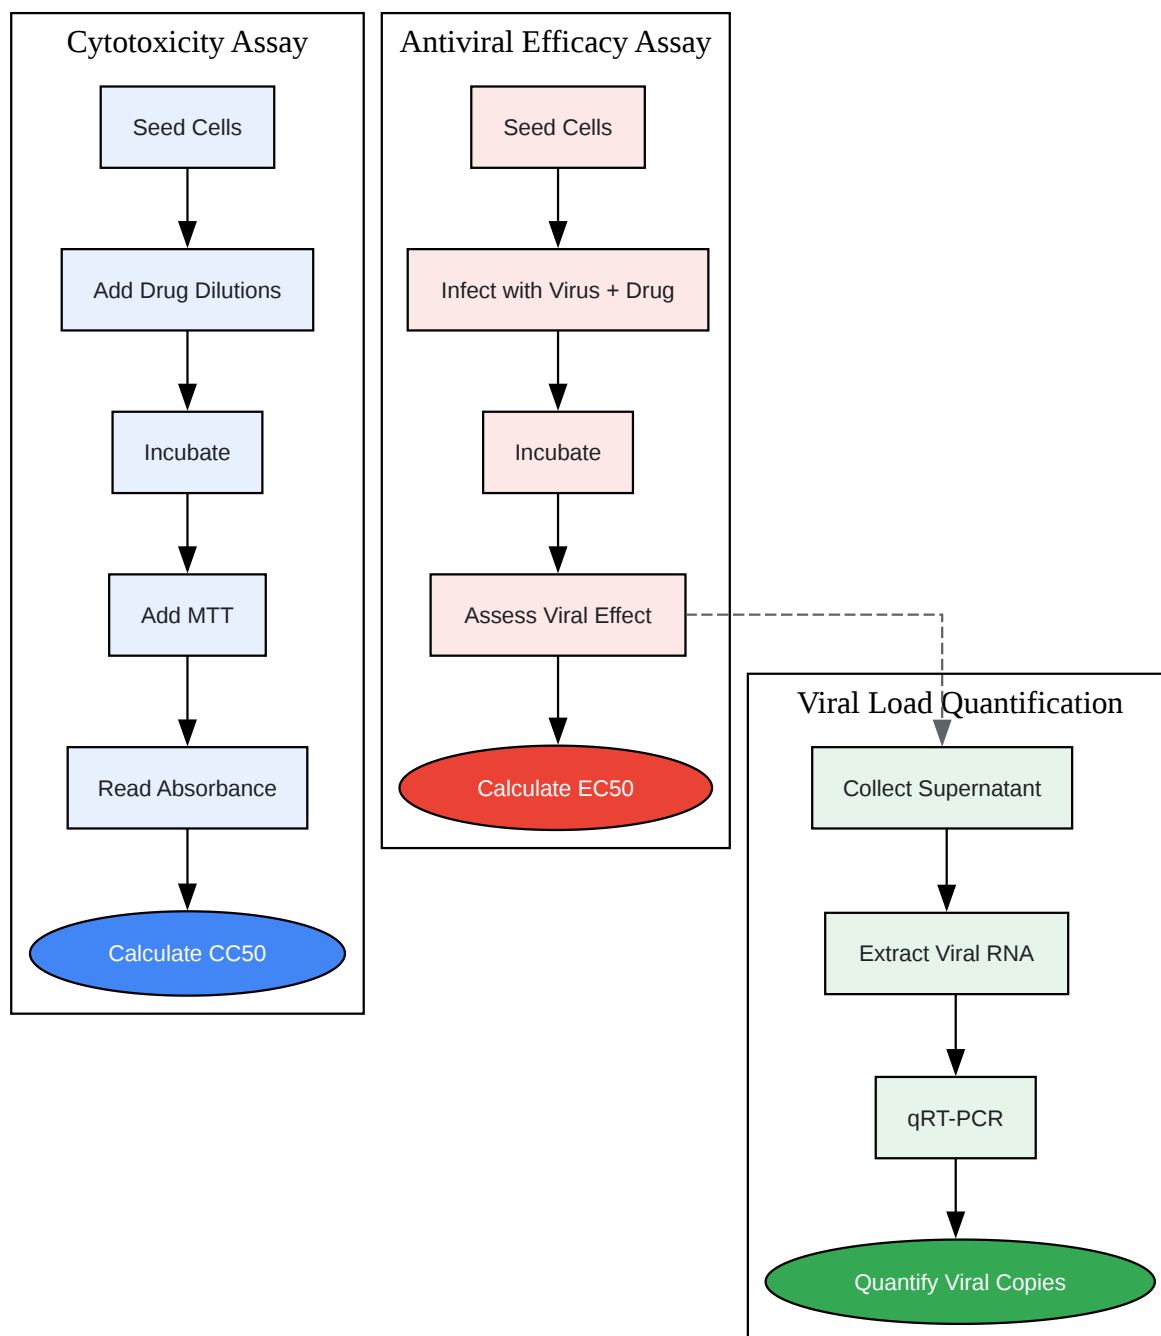 Cytotoxicity Assay
Seed Cells
Add Drug Dilutions
Incubate
Add MTT
Read Absorbance
Calculate CC50
Antiviral Efficacy Assay
Seed Cells
Infect with Virus + Drug
Incubate
Assess Viral Effect
Calculate EC50
Viral Load Quantification
Collect Supernatant
Extract Viral RNA
qRT-PCR
Quantify Viral Copies